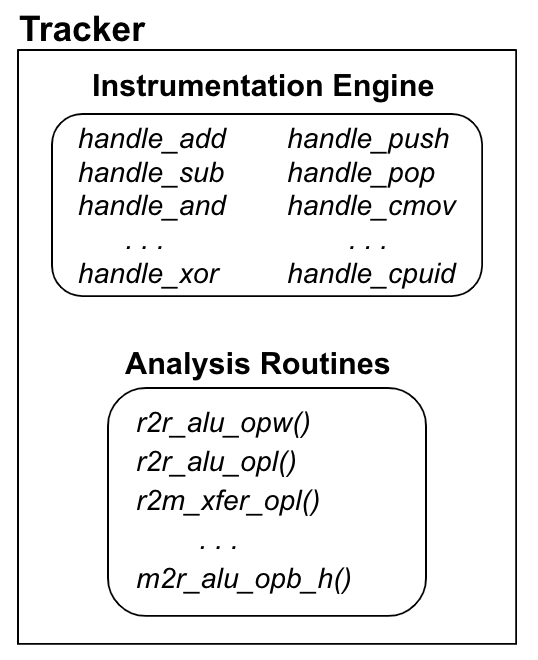 Tracker
Instrumentation Engine
handle_add handle_push
handle_sub handle_pop
handle_and handle_cmov
. . . . . .
handle_xor handle_cpuid
Analysis Routines
r2r_alu_opw()
r2r_alu_opl()
r2m_xfer_opl()
. . .
m2r_alu_opb_h()